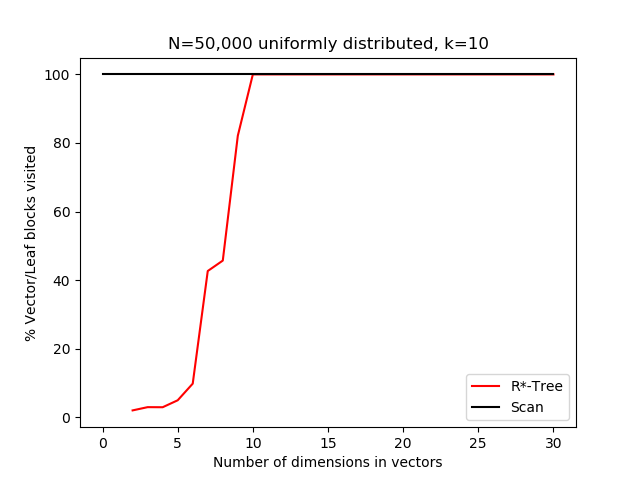 N=50,000 uniformly distributed, k=10
% Vector/Leaf blocks visited
100
80
60
40
20
0
R*-Tree
Scan
0 5 10 15 20 25 30
Number of dimensions in vectors